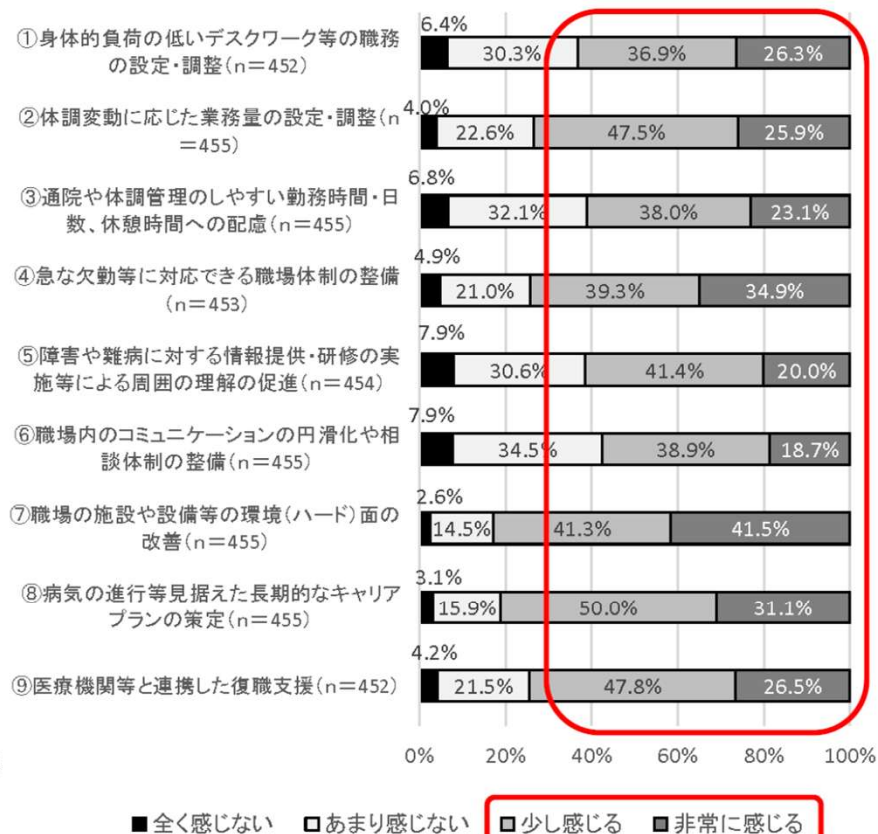 6.4%
①身体的負荷の低いデスクワーク等の職務
の設定・調整(n=452)
30.3% 36.9% 26.3%
4.0%
②体調変動に応じた業務量の設定・調整(n
=455)
22.6% 47.5% 25.9%
6.8%
③通院や体調管理のしやすい勤務時間・日
数、休憩時間への配慮(n=455)
32.1% 38.0% 23.1%
4.9%
④急な欠勤等に対応できる職場体制の整備
(n=453)
21.0% 39.3% 34.9%
7.9%
⑤障害や難病に対する情報提供・研修の実
施等による周囲の理解の促進(n=454)
30.6% 41.4% 20.0%
7.9%
⑥職場内のコミュニケーションの円滑化や相
談体制の整備(n=455)
34.5% 38.9% 18.7%
2.6%
⑦職場の施設や設備等の環境(ハード)面の
改善(n=455)
14.5% 41.3% 41.5%
3.1%
⑧病気の進行等見据えた長期的なキャリア
プランの策定(n=455)
15.9% 50.0% 31.1%
4.2%
⑨医療機関等と連携した復職支援(n=452)
21.5% 47.8% 26.5%
0% 20% 40% 60% 80% 100%
全く感じない あまり感じない 少し感じる 非常に感じる